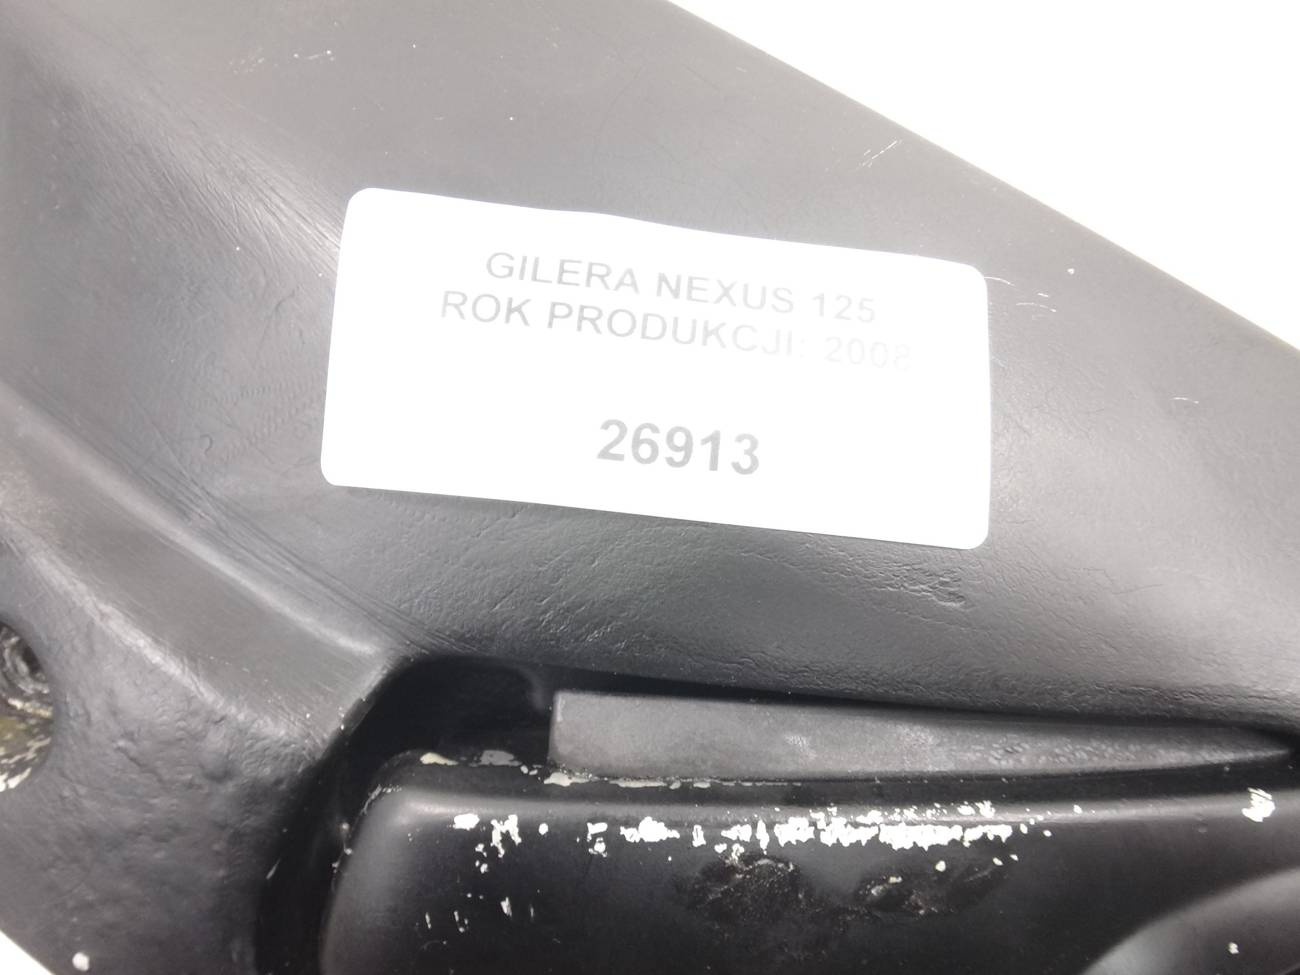 GILERA NEXUS 125
ROK PRODUKCJI: 2008
26913